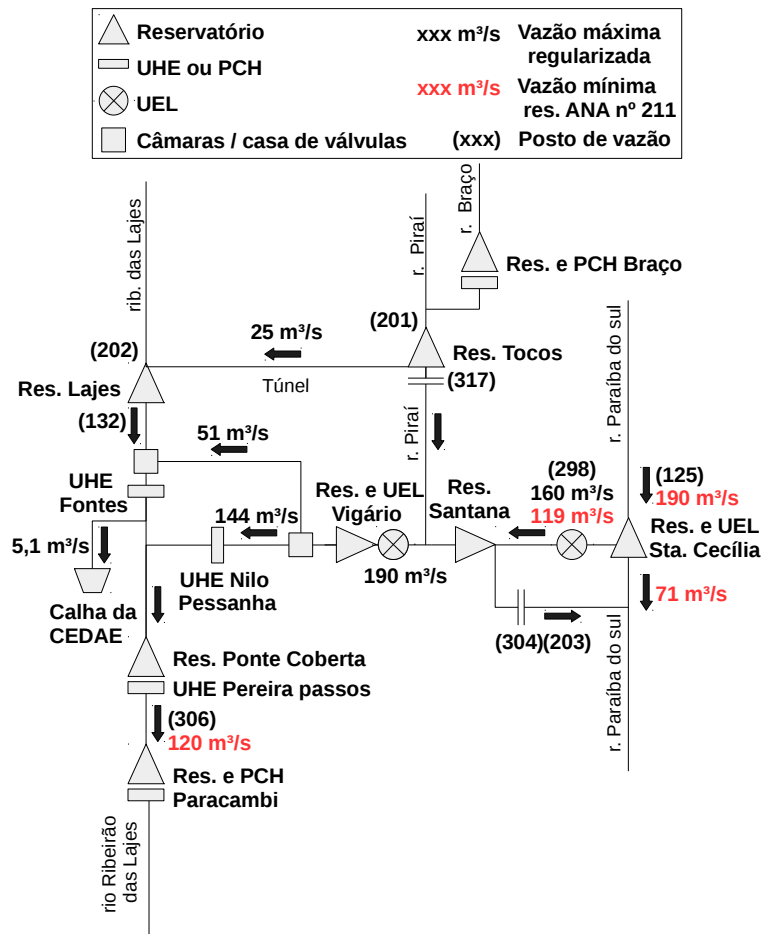 Reservatório
UHE ou PCH
UEL
Câmaras / casa de válvulas
xxx m³/s Vazão máxima
regularizada
xxx m³/s Vazão mínima
res. ANA nº 211
(xxx) Posto de vazão
rib. das Lajes
r. Piraí
r. Braço
Res. e PCH Braço
(201)
25 m³/s
(202)
Res. Tocos
Túnel
(317)
Res. Lajes
(132)
r. Piraí
r. Paraíba do sul
51 m³/s
UHE
Fontes
Res. e UEL
Vigário
Res.
Santana
(298)
160 m³/s
119 m³/s
(125)
190 m³/s
144 m³/s
Res. e UEL
Sta. Cecília
5,1 m³/s
190 m³/s
UHE Nilo
Pessanha
71 m³/s
Calha da
CEDAE
(304)(203)
r. Paraíba do sul
Res. Ponte Coberta
UHE Pereira passos
(306)
120 m³/s
Res. e PCH
Paracambi
rio Ribeirão
das Lajes